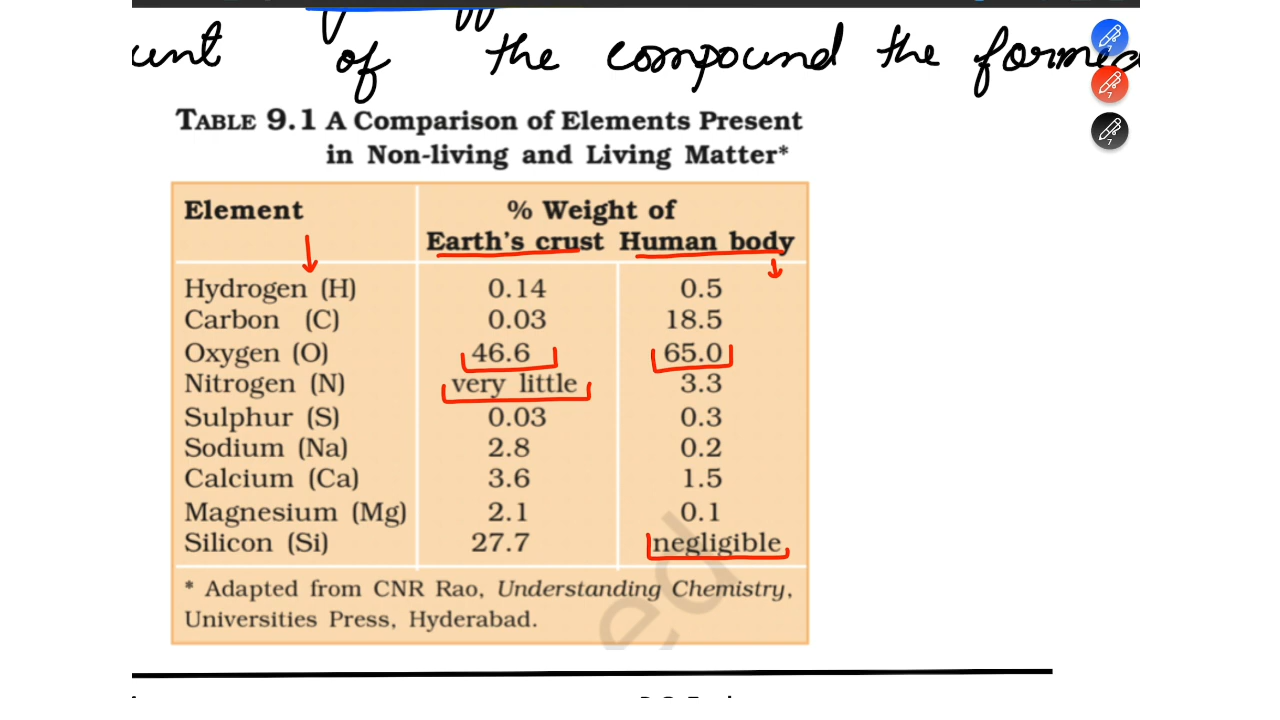 of the compound the formed
TABLE 9.1 A Comparison of Elements Present
in Non-living and Living Matter*
Element % Weight of
Earth's crust Human body
Hydrogen (H) 0.14 0.5
Carbon (C) 0.03 18.5
Oxygen (O) 46.6 65.0
Nitrogen (N) very little 3.3
Sulphur (S) 0.03 0.3
Sodium (Na) 2.8 0.2
Calcium (Ca) 3.6 1.5
Magnesium (Mg) 2.1 0.1
Silicon (Si) 27.7 negligible
* Adapted from CNR Rao, Understanding Chemistry,
Universities Press, Hyderabad.